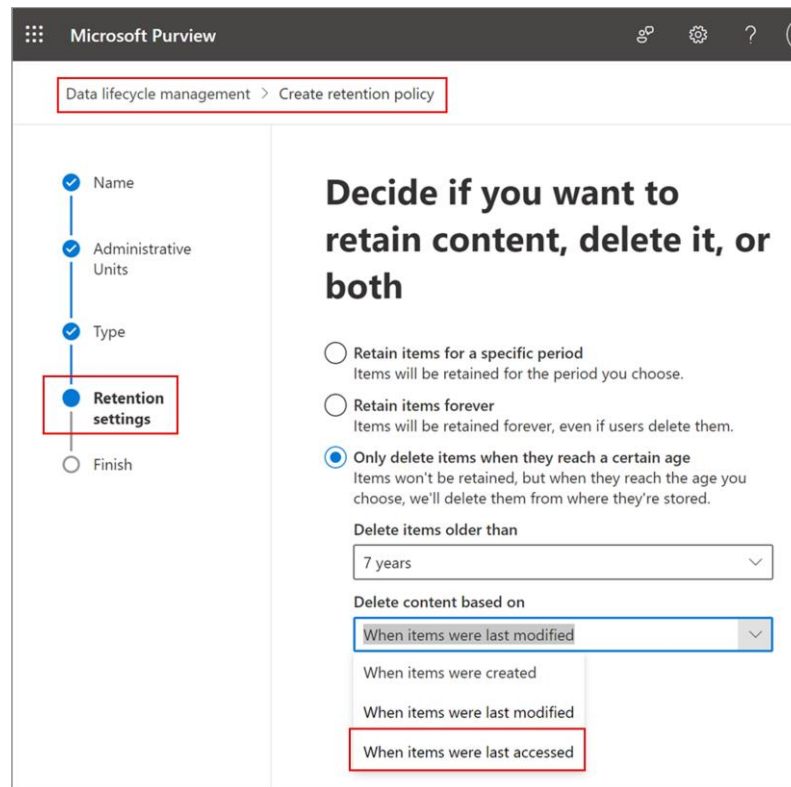 Microsoft Purview
?
Data lifecycle management > Create retention policy
Name
Administrative
Units
Type
Retention
settings
Finish
Decide if you want to
retain content, delete it, or
both
Retain items for a specific period
Items will be retained for the period you choose.
Retain items forever
Items will be retained forever, even if users delete them.
Only delete items when they reach a certain age
Items won't be retained, but when they reach the age you
choose, we'll delete them from where they're stored.
Delete items older than
7 years
Delete content based on
When items were last modified
When items were created
When items were last modified
When items were last accessed